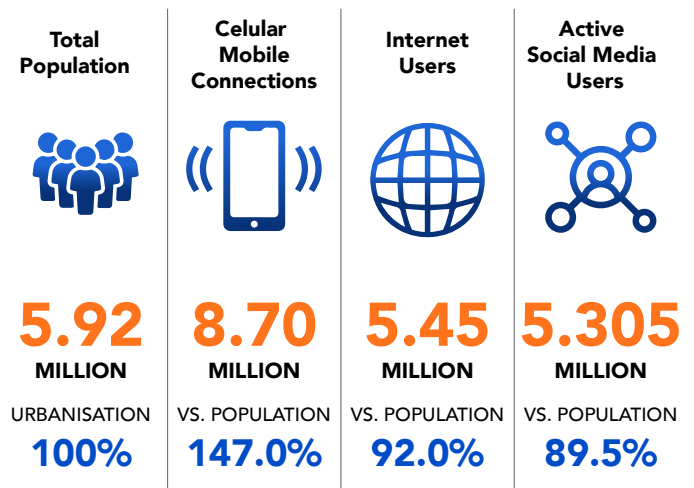 Total
Population
Celular
Mobile
Connections
Internet
Users
Active
Social Media
Users
5.92
MILLION
URBANISATION
100%
8.70
MILLION
VS. POPULATION
147.0%
5.45
MILLION
VS. POPULATION
92.0%
5.305
MILLION
VS. POPULATION
89.5%